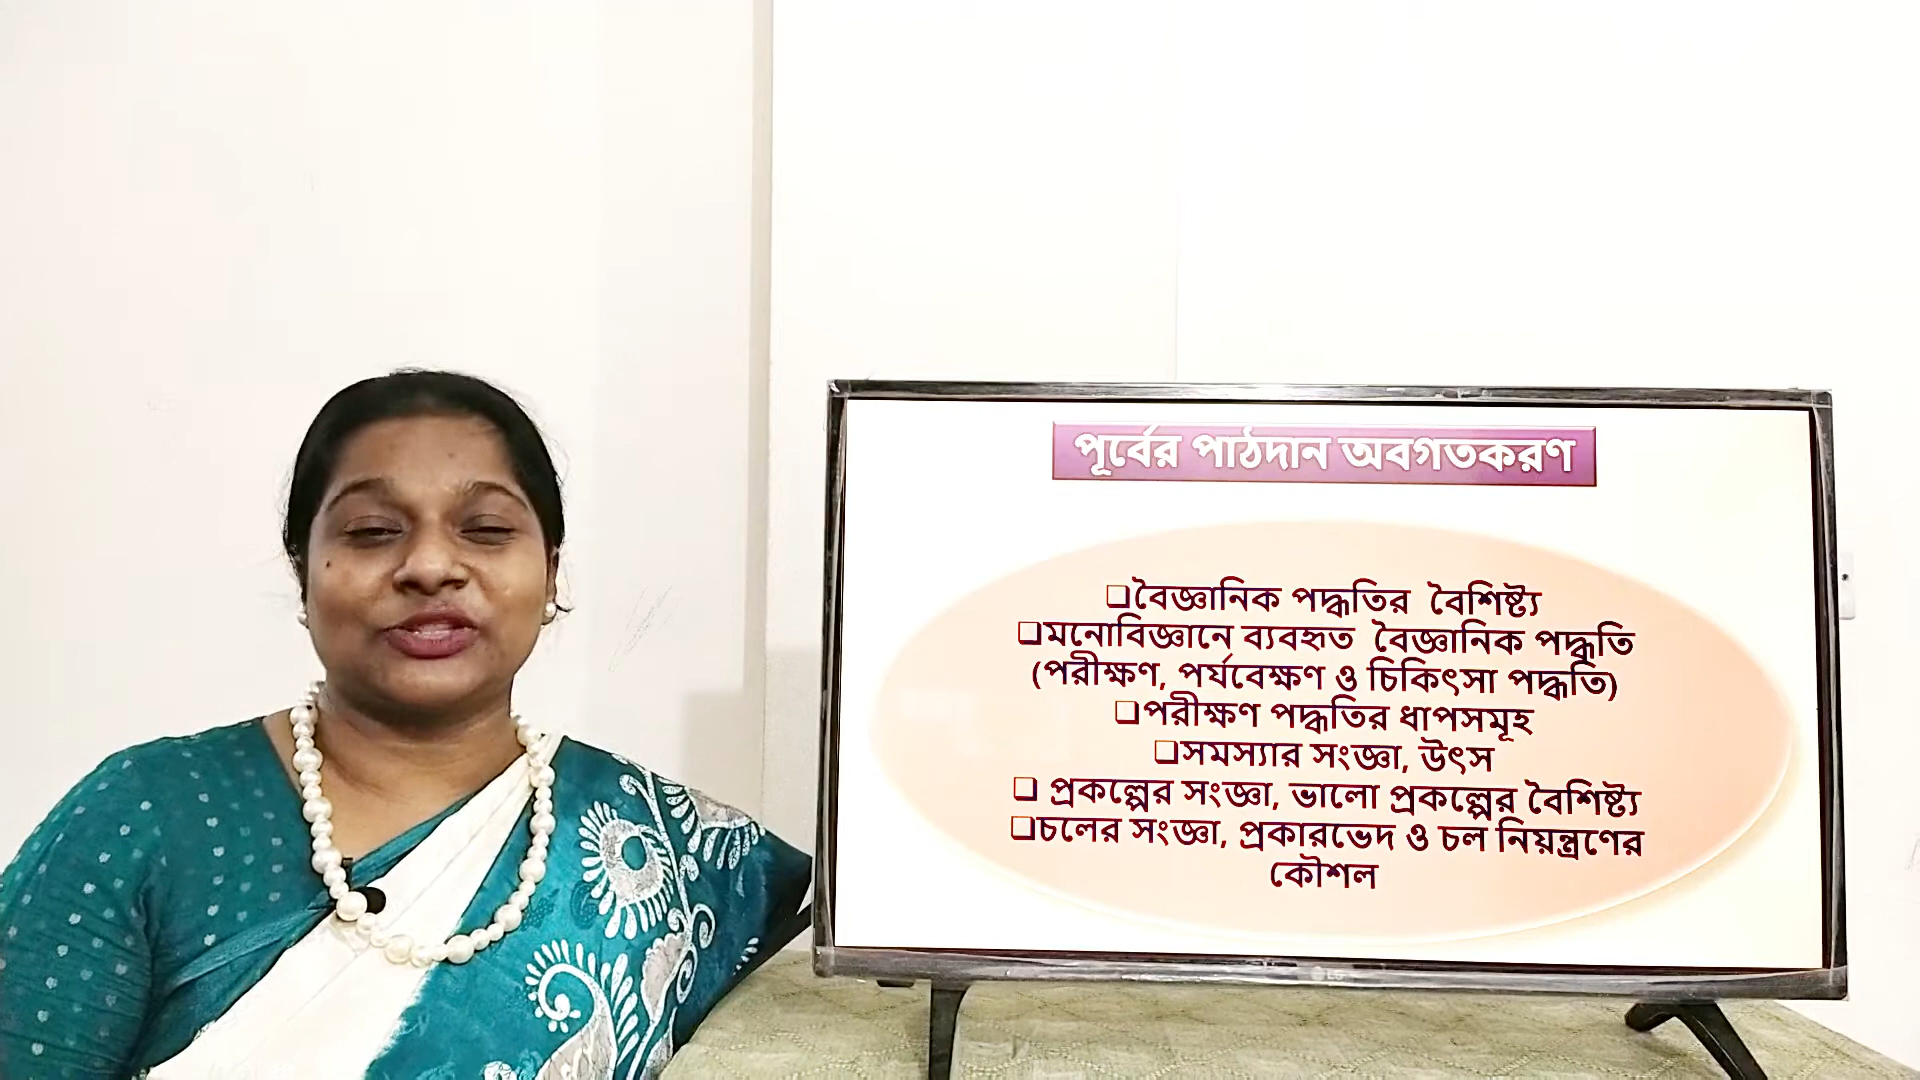 পূর্বের পাঠদান অবগতকরণ
❑বৈজ্ঞানিক পদ্ধতির বৈশিষ্ট্য
❑মনোবিজ্ঞানে ব্যবহৃত বৈজ্ঞানিক পদ্ধতি
(পরীক্ষণ, পর্যবেক্ষণ ও চিকিৎসা পদ্ধতি)
❑পরীক্ষণ পদ্ধতির ধাপসমূহ
❑সমস্যার সংজ্ঞা, উৎস
❑ প্রকল্পের সংজ্ঞা, ভালো প্রকল্পের বৈশিষ্ট্য
❑চলের সংজ্ঞা, প্রকারভেদ ও চল নিয়ন্ত্রণের
কৌশল
LG